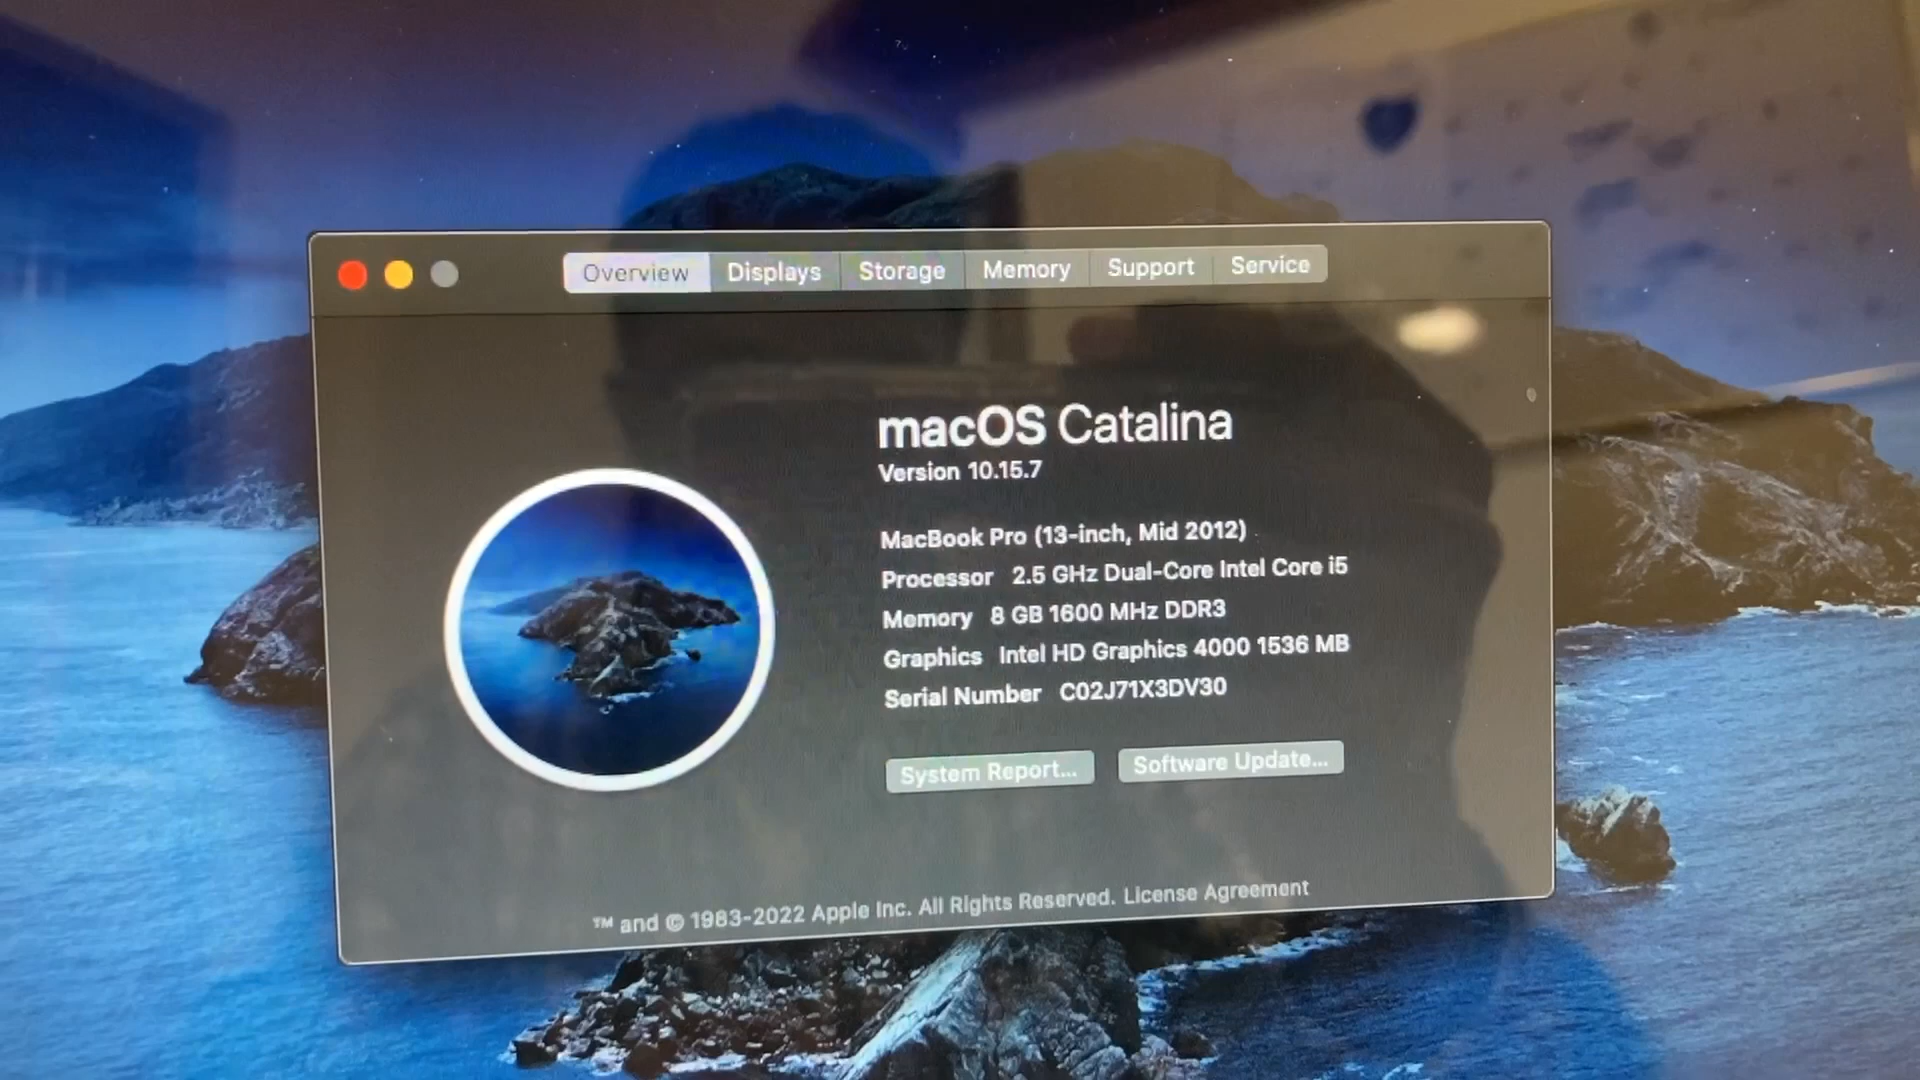 Overview Displays Storage Memory Support Service
macOS Catalina
Version 10.15.7
MacBook Pro (13-inch, Mid 2012)
Processor 2.5 GHz Dual-Core Intel Core i5
Memory 8 GB 1600 MHz DDR3
Graphics Intel HD Graphics 4000 1536 MB
Serial Number C02J71X3DV30
System Report... Software Update...
™ and © 1983-2022 Apple Inc. All Rights Reserved. License Agreement